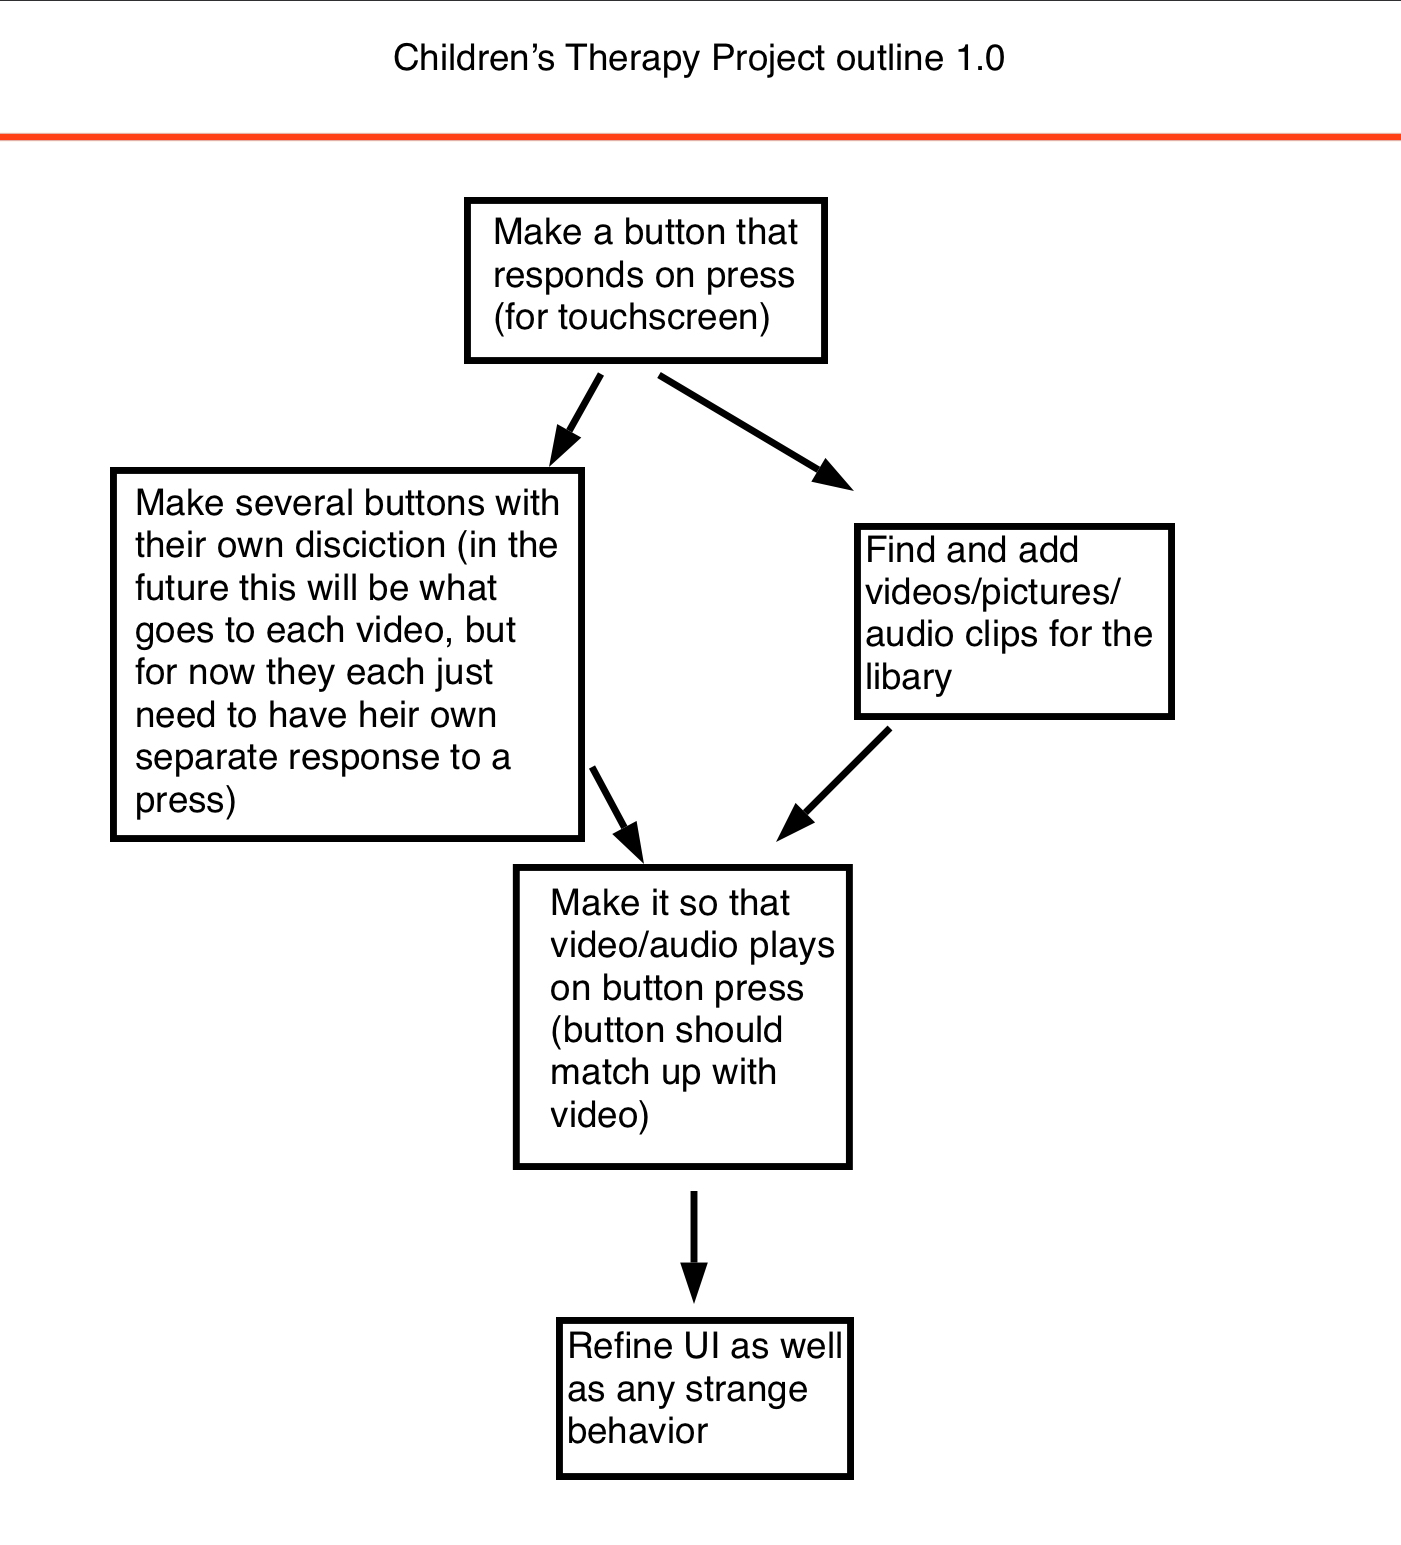 Children’s Therapy Project outline 1.0
Make a button that
responds on press
(for touchscreen)
Make several buttons with
their own disciction (in the
future this will be what
goes to each video, but
for now they each just
need to have heir own
separate response to a
press)
Find and add
videos/pictures/
audio clips for the
libary
Make it so that
video/audio plays
on button press
(button should
match up with
video)
Refine UI as well
as any strange
behavior